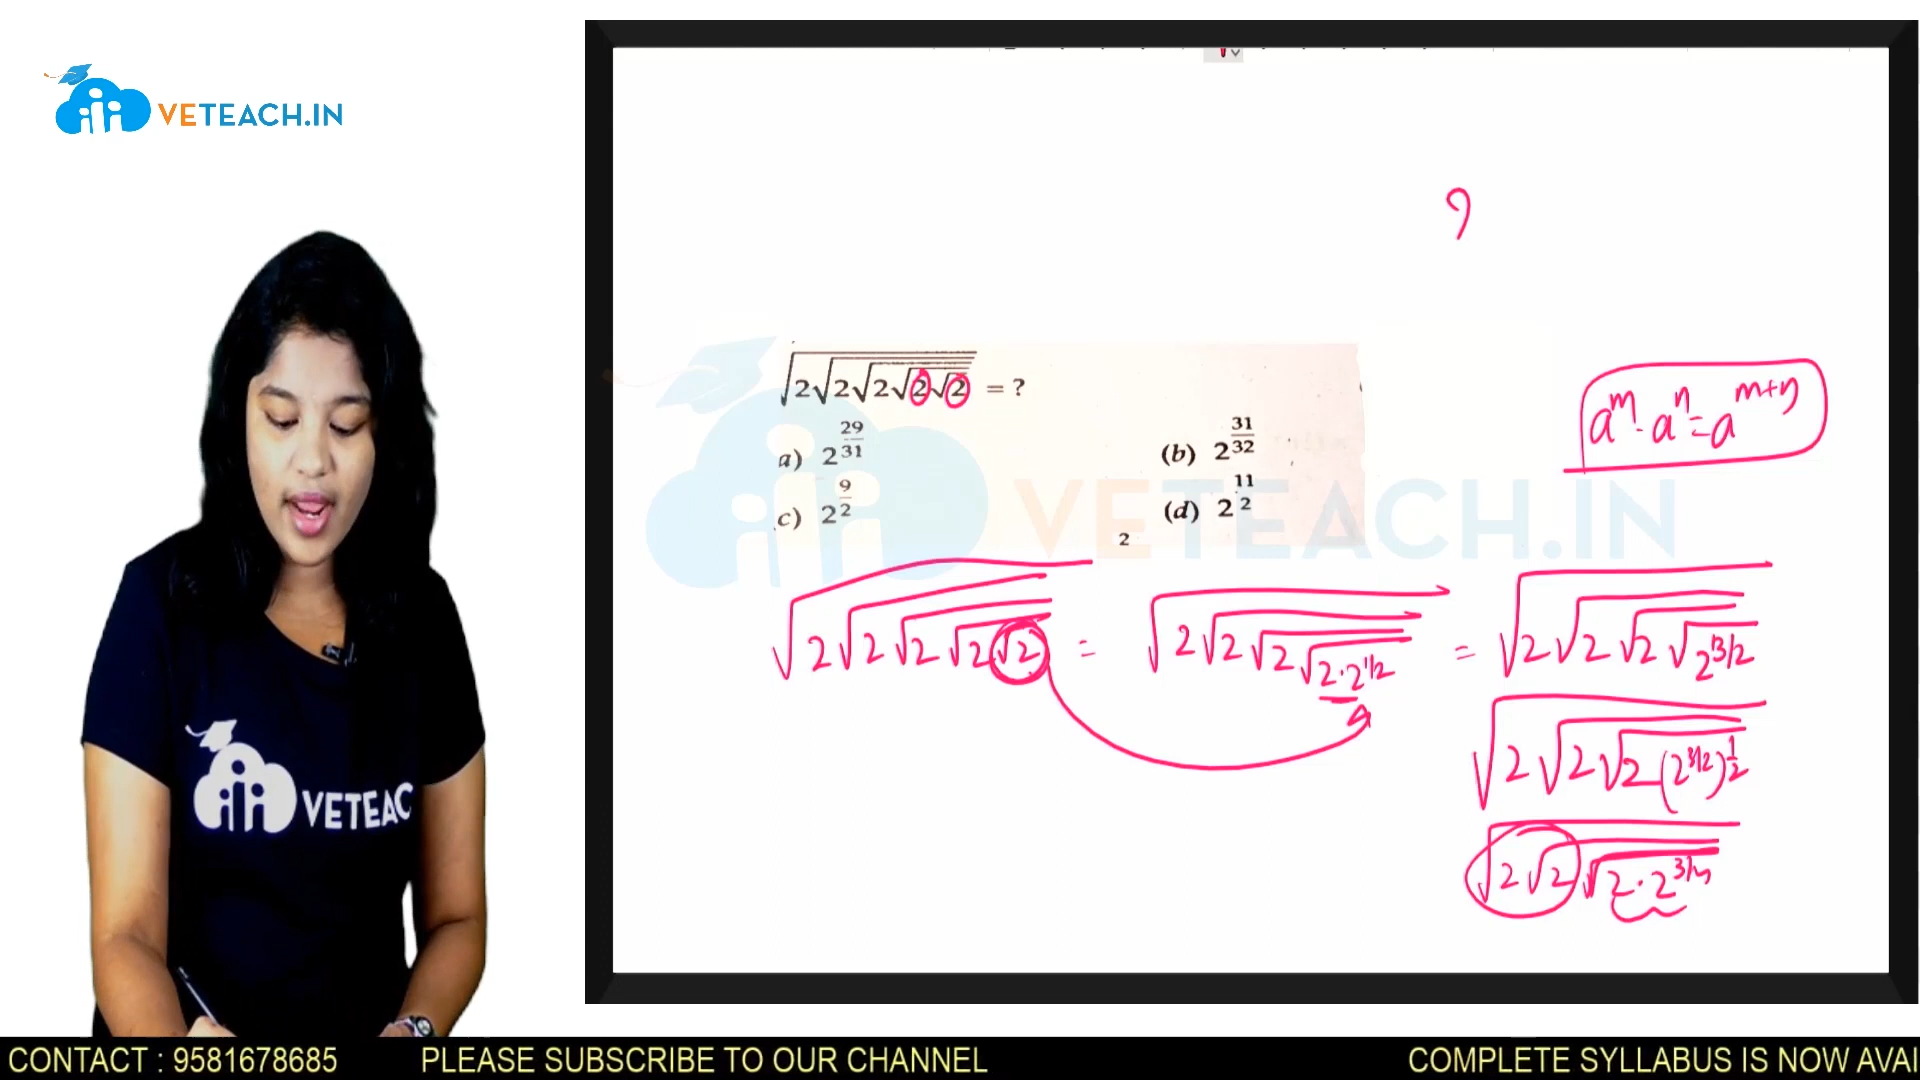 VETEACH.IN
?
√2√2√2√2√2 = ?
a) 2^(29/31)
(b) 2^(31/32)
c) 2^(9/2)
(d) 2^(11/2)
2
a^m · a^n = a^(m+n)
VETEACH.IN
√2√2√2√2√2 = √2√2√2√2·2^(1/2) = √2√2√2√2^(3/2)
√2√2√2(2^(3/2))^(1/2)
√2√2√2·2^(3/4)
VETEAC
CONTACT : 9581678685 PLEASE SUBSCRIBE TO OUR CHANNEL COMPLETE SYLLABUS IS NOW AVAI